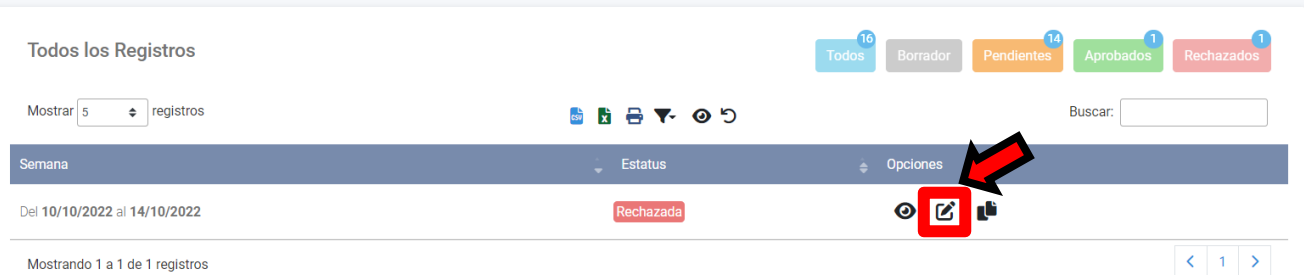 Todos los Registros
Todos 16
Borrador
Pendientes 14
Aprobados 1
Rechazados 1
Mostrar 5 registros
CSV
X
Buscar:
Semana Estatus Opciones
Del 10/10/2022 al 14/10/2022 Rechazada
Mostrando 1 a 1 de 1 registros
1